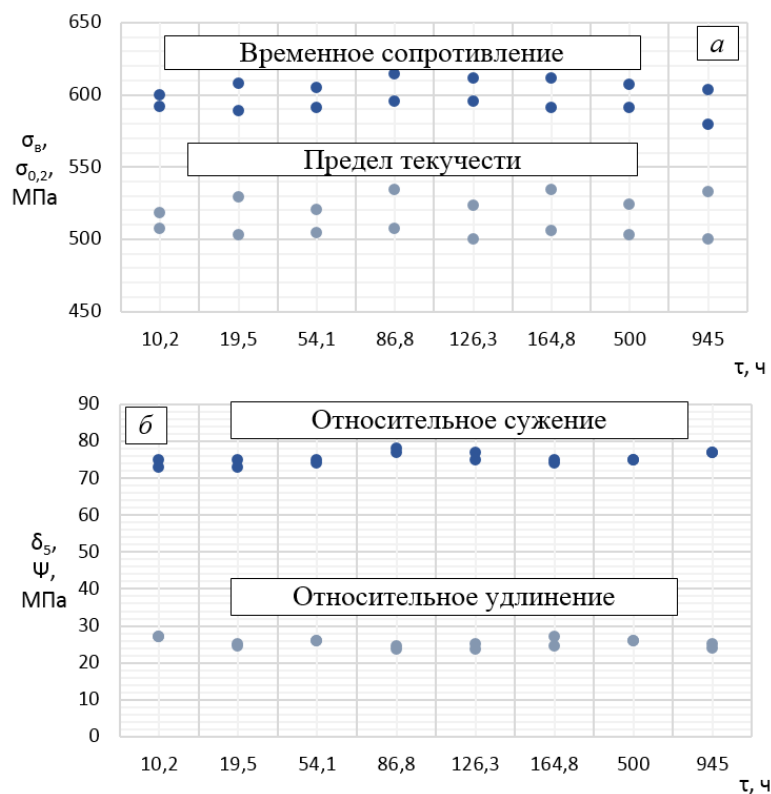 650
Временное сопротивление
а
600
σв,
σ0,2,
МПа
550
Предел текучести
500
450
10,2 19,5 54,1 86,8 126,3 164,8 500 945
τ, ч
90
б
Относительное сужение
80
70
60
50
δ5,
Ψ,
МПа
40
Относительное удлинение
30
20
10
0
10,2 19,5 54,1 86,8 126,3 164,8 500 945
τ, ч